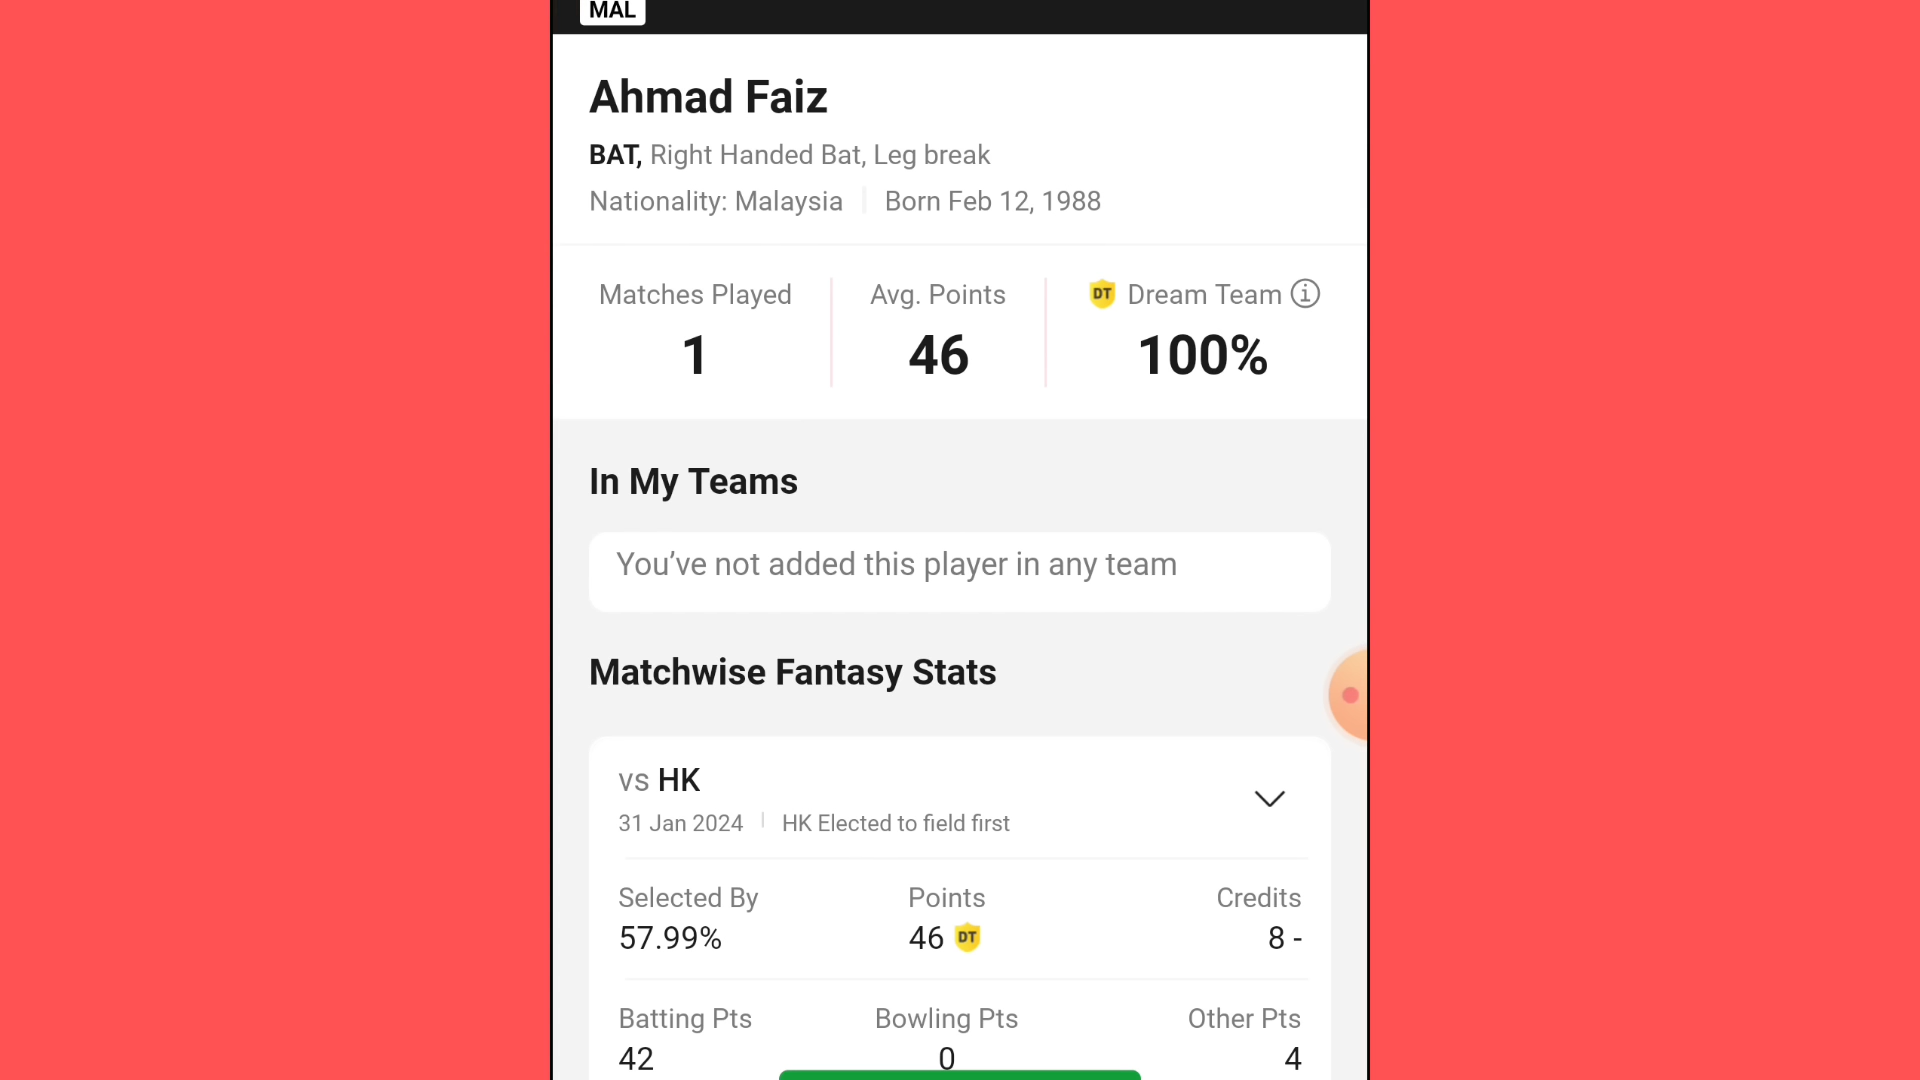 MAL
Ahmad Faiz
BAT, Right Handed Bat, Leg break
Nationality: Malaysia Born Feb 12, 1988
Matches Played Avg. Points DT Dream Team i
1 46 100%
In My Teams
You’ve not added this player in any team
Matchwise Fantasy Stats
vs HK
31 Jan 2024 HK Elected to field first
Selected By Points Credits
57.99% 46 DT 8 -
Batting Pts Bowling Pts Other Pts
42 0 4